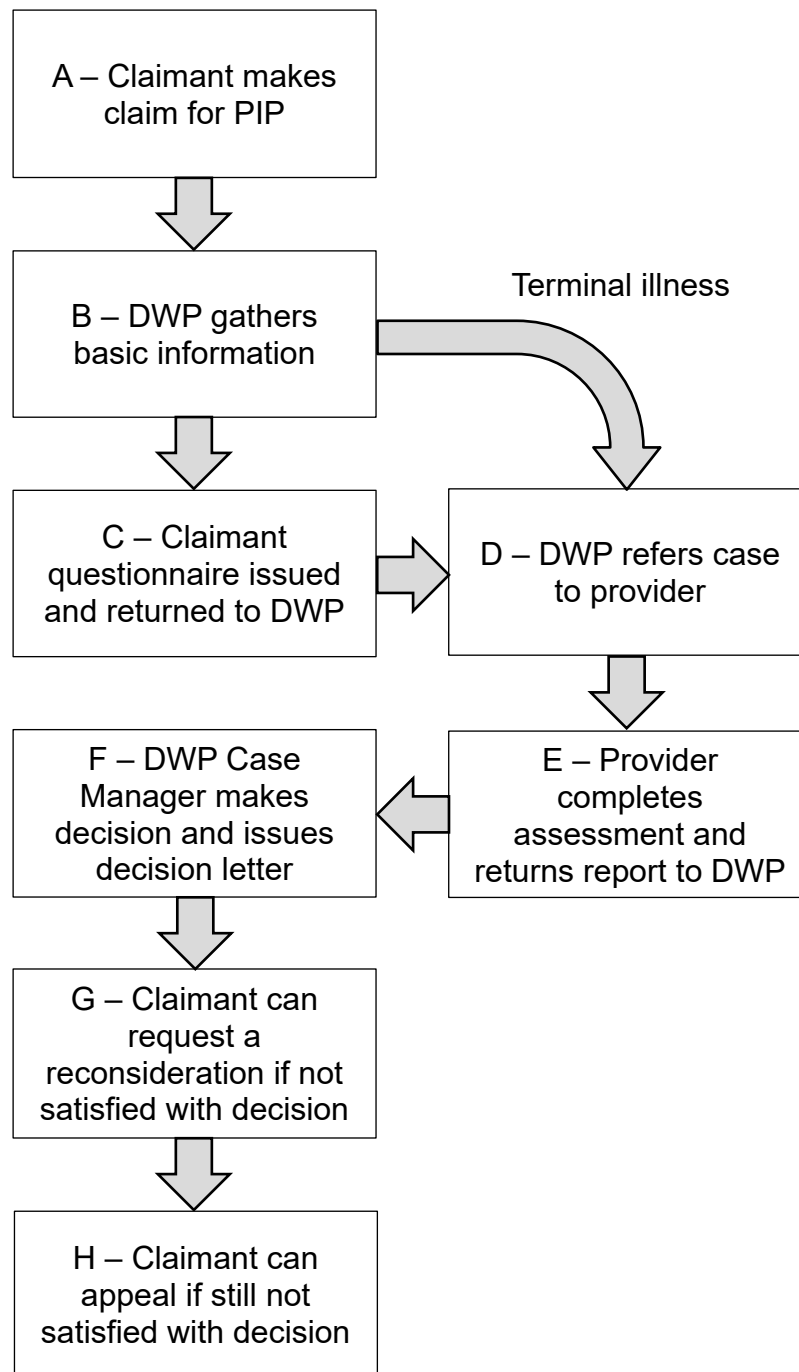 A – Claimant makes
claim for PIP
B – DWP gathers
basic information
Terminal illness
C – Claimant
questionnaire issued
and returned to DWP
D – DWP refers case
to provider
E – Provider
completes
assessment and
returns report to DWP
F – DWP Case
Manager makes
decision and issues
decision letter
G – Claimant can
request a
reconsideration if not
satisfied with decision
H – Claimant can
appeal if still not
satisfied with decision